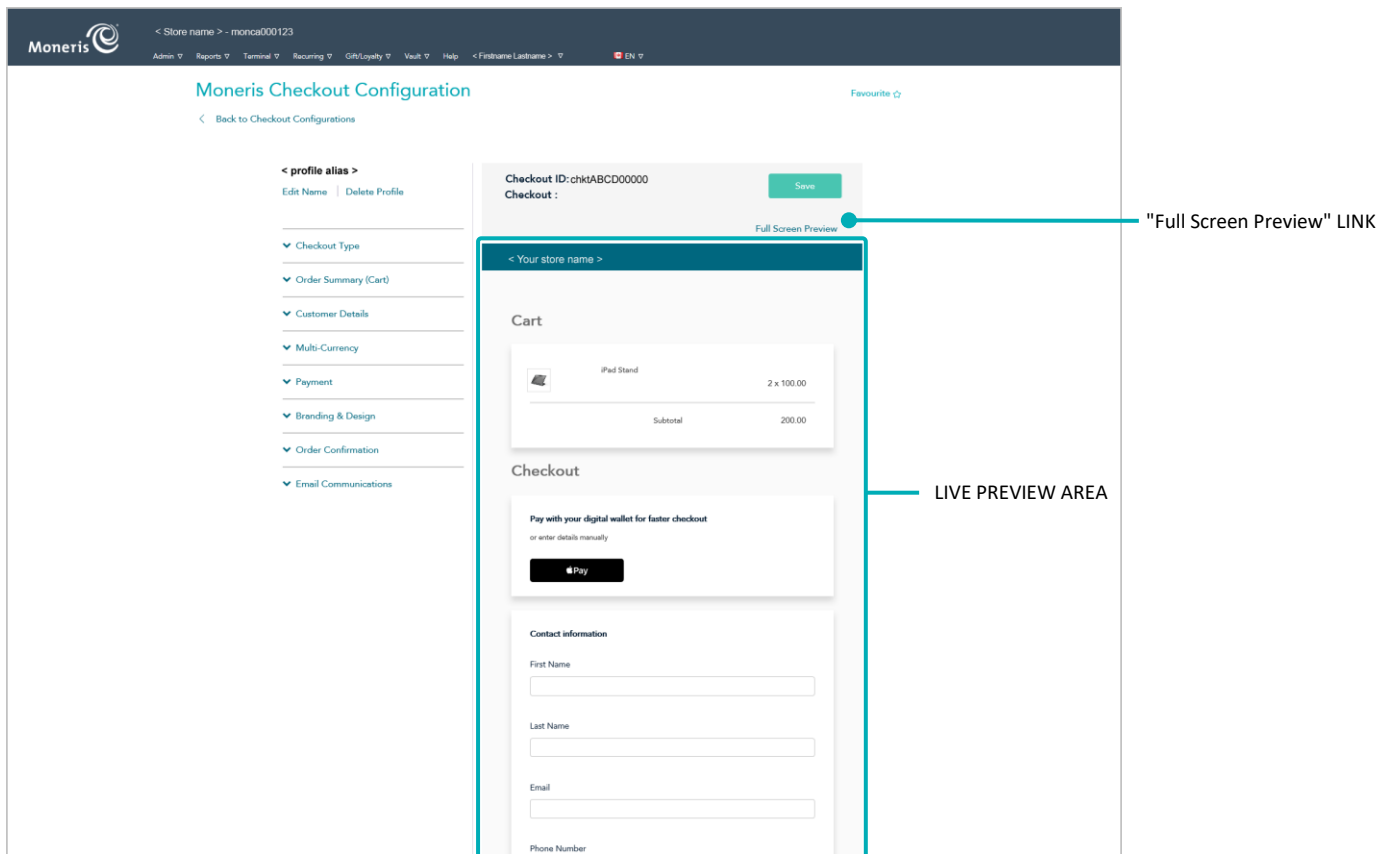 Moneris
< Store name > - monca000123
Admin Reports Terminal Recurring Gift/Loyalty Vault Help < Firstname Lastname > EN
Moneris Checkout Configuration
Favourite
Back to Checkout Configurations
< profile alias >
Edit Name | Delete Profile
Checkout ID: chktABCD00000
Checkout :
Save
Full Screen Preview
"Full Screen Preview" LINK
Checkout Type
Order Summary (Cart)
Customer Details
Multi-Currency
Payment
Branding & Design
Order Confirmation
Email Communications
< Your store name >
Cart
iPad Stand
2 x 100.00
Subtotal 200.00
Checkout
LIVE PREVIEW AREA
Pay with your digital wallet for faster checkout
or enter details manually
Pay
Contact information
First Name
Last Name
Email
Phone Number